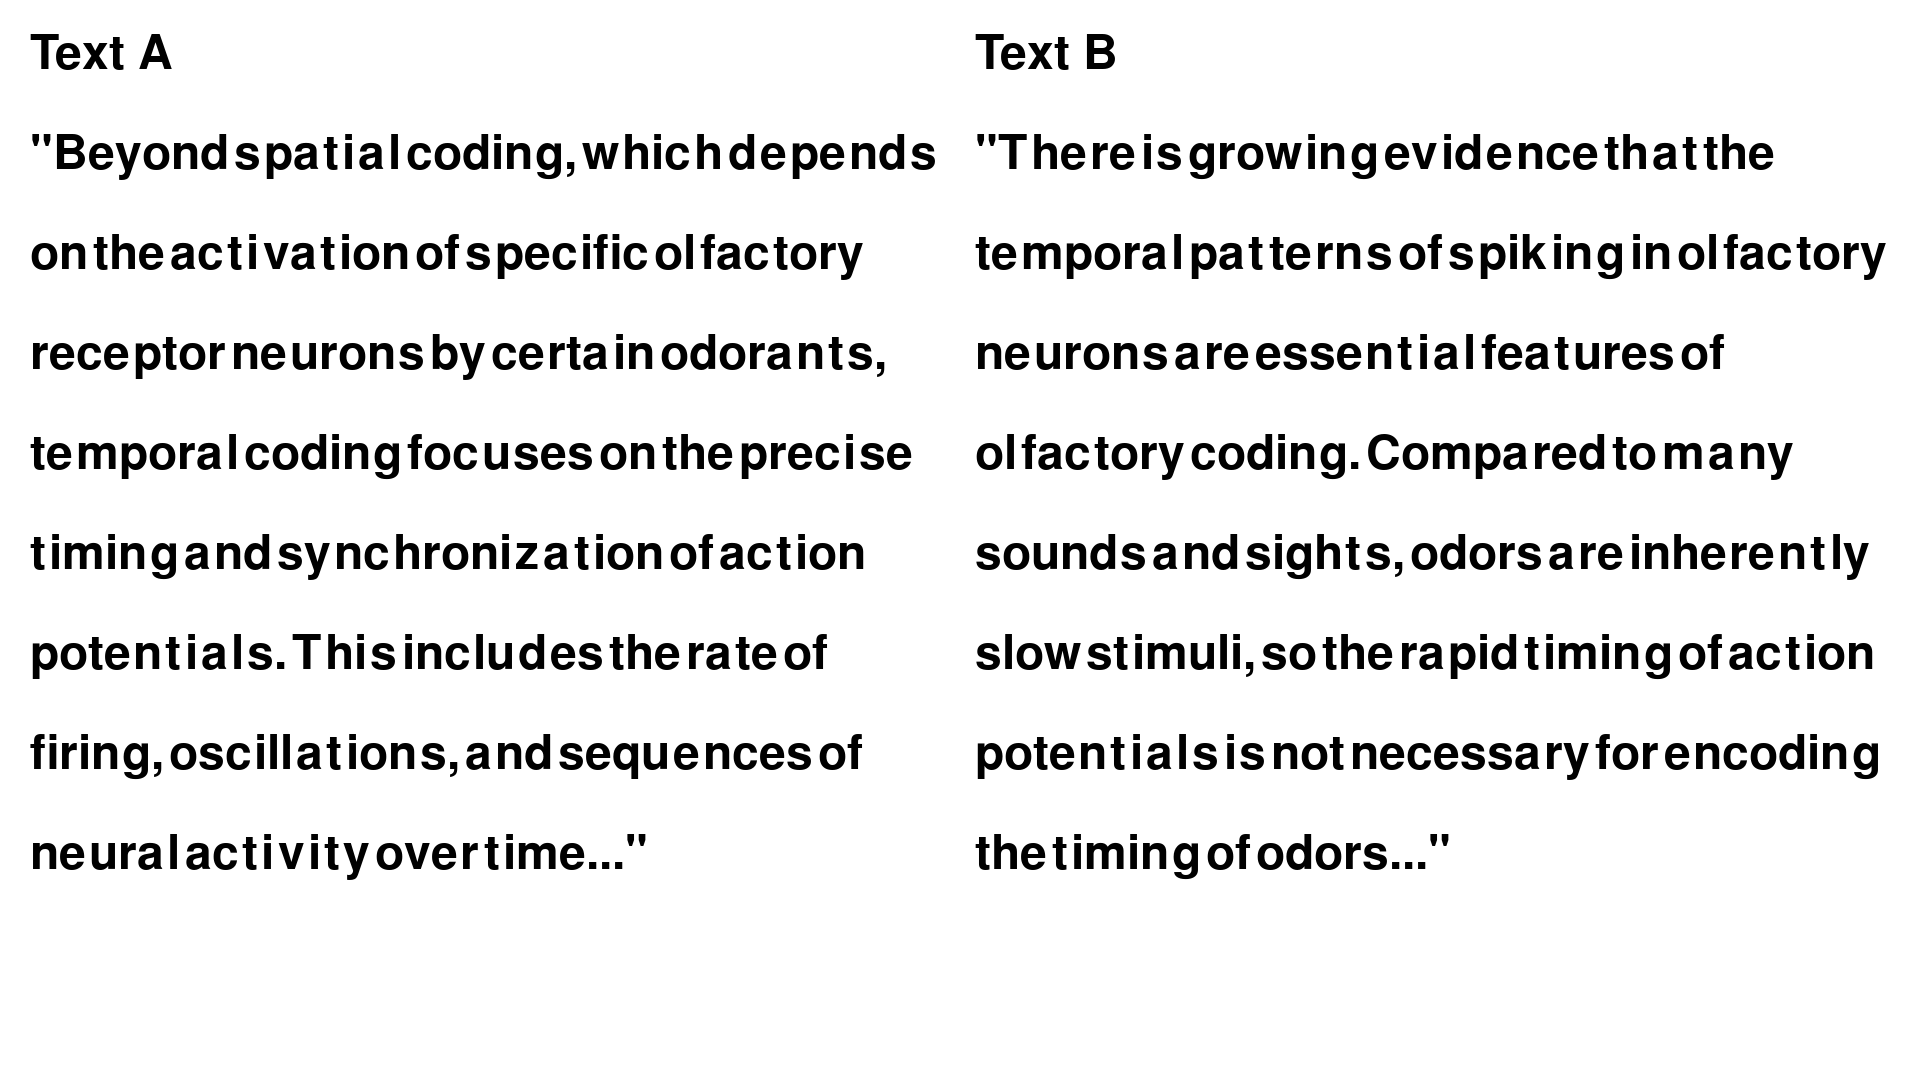 Text A
"Beyond spatial coding, which depends
on the activation of specific olfactory
receptor neurons by certain odorants,
temporal coding focuses on the precise
timing and synchronization of action
potentials. This includes the rate of
firing, oscillations, and sequences of
neural activity over time..."
Text B
"There is growing evidence that the
temporal patterns of spiking in olfactory
neurons are essential features of
olfactory coding. Compared to many
sounds and sights, odors are inherently
slow stimuli, so the rapid timing of action
potentials is not necessary for encoding
the timing of odors..."